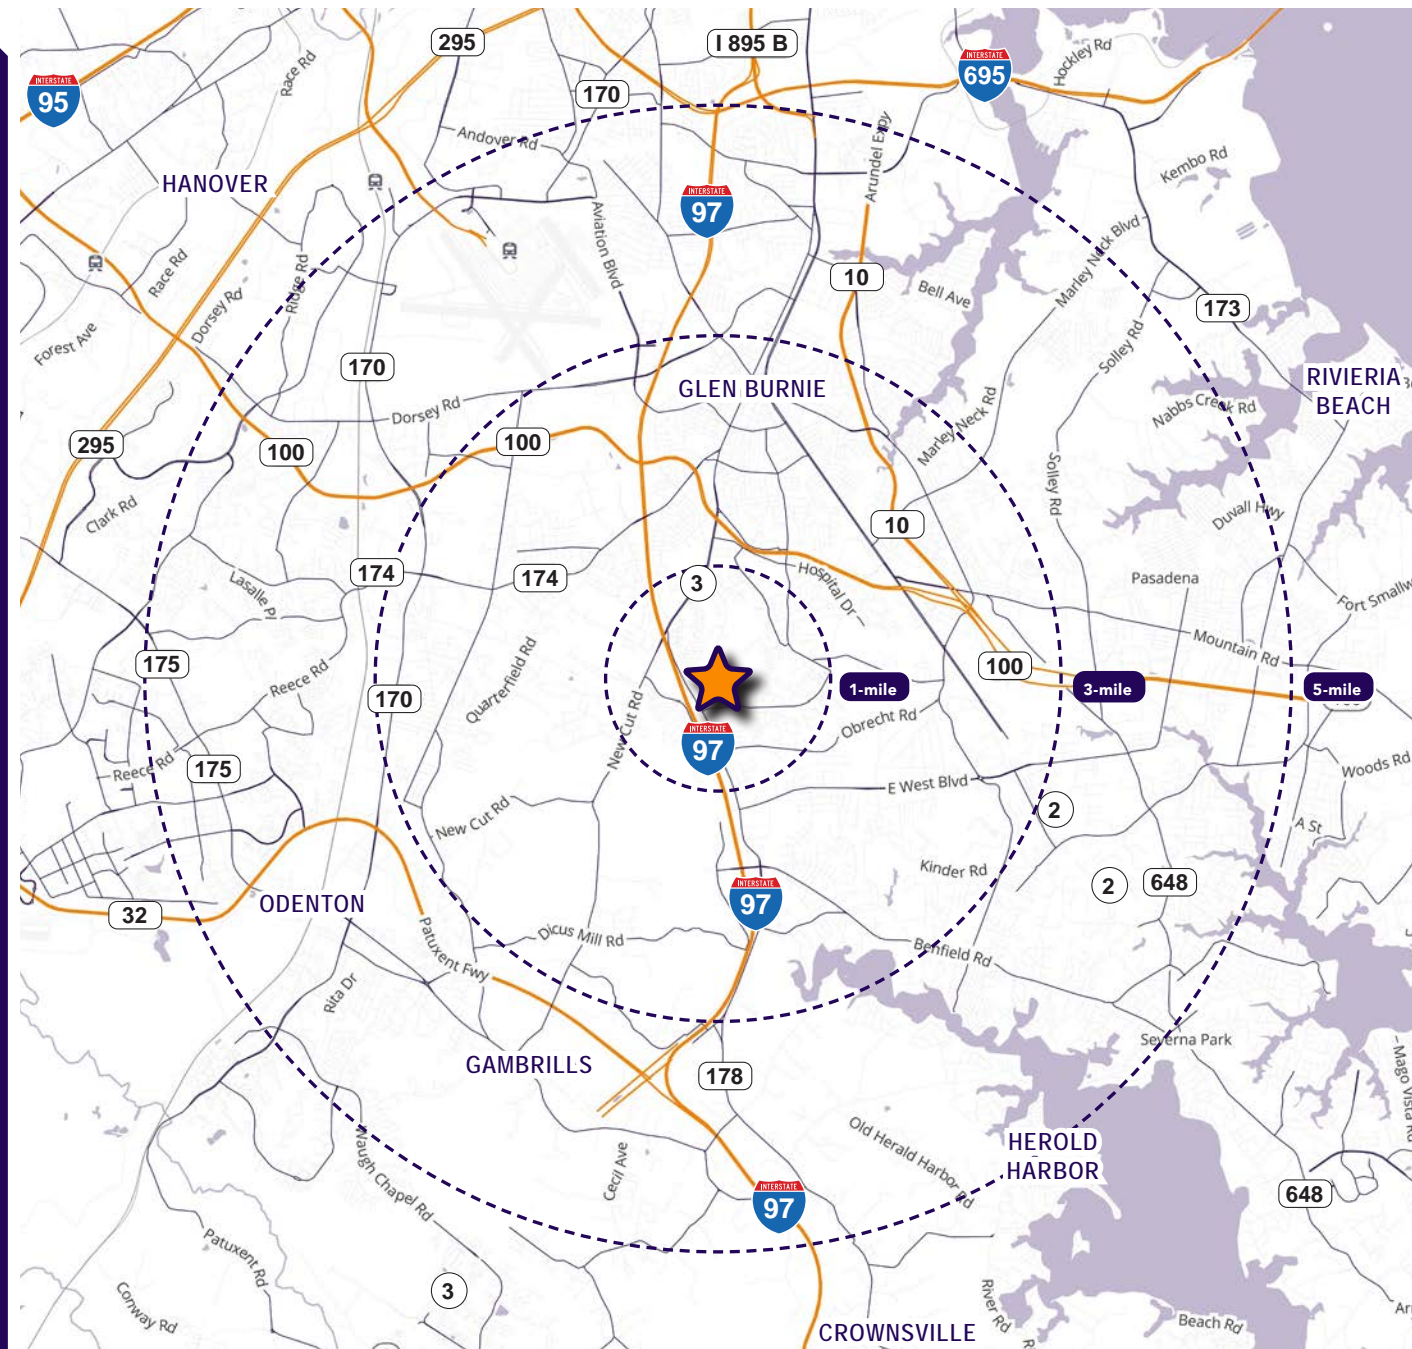 295
I 895 B
INTERSTATE
695
Hockley Rd
INTERSTATE
95
Race Rd
170
Andover Rd
Arundel Expy
Kembo Rd
HANOVER
INTERSTATE
97
Aviation Blvd
Marley Neck Blvd
Race Rd
Ridge Rd
10
Bell Ave
Dorsey Rd
173
Forest Ave
Solley Rd
170
GLEN BURNIE
RIVIERIA
BEACH
Dorsey Rd
Nabbs Creek Rd
Marley Neck Rd
295
100
100
Solley Rd
Clark Rd
10
Duvall Hwy
174
174
3
Hospital Dr
Pasadena
Lasalle Pl
Fort Smallw
Mountain Rd
175
Reece Rd
Quarterfield Rd
100
1-mile
3-mile
5-mile
170
New Cut Rd
INTERSTATE
97
Obrecht Rd
Reece Rd
175
Woods Rd
E West Blvd
New Cut Rd
2
A St
Kinder Rd
2
648
ODENTON
32
INTERSTATE
97
Patuxent Fwy
Dicus Mill Rd
Benfield Rd
Rita Dr
Severna Park
GAMBRILLS
178
Mago Vista Rd
Waugh Chapel Rd
Cecil Ave
Old Herald Harbor Rd
HEROLD
HARBOR
INTERSTATE
97
648
Patuxent Rd
3
Conway Rd
River Rd
Beach Rd
CROWNSVILLE